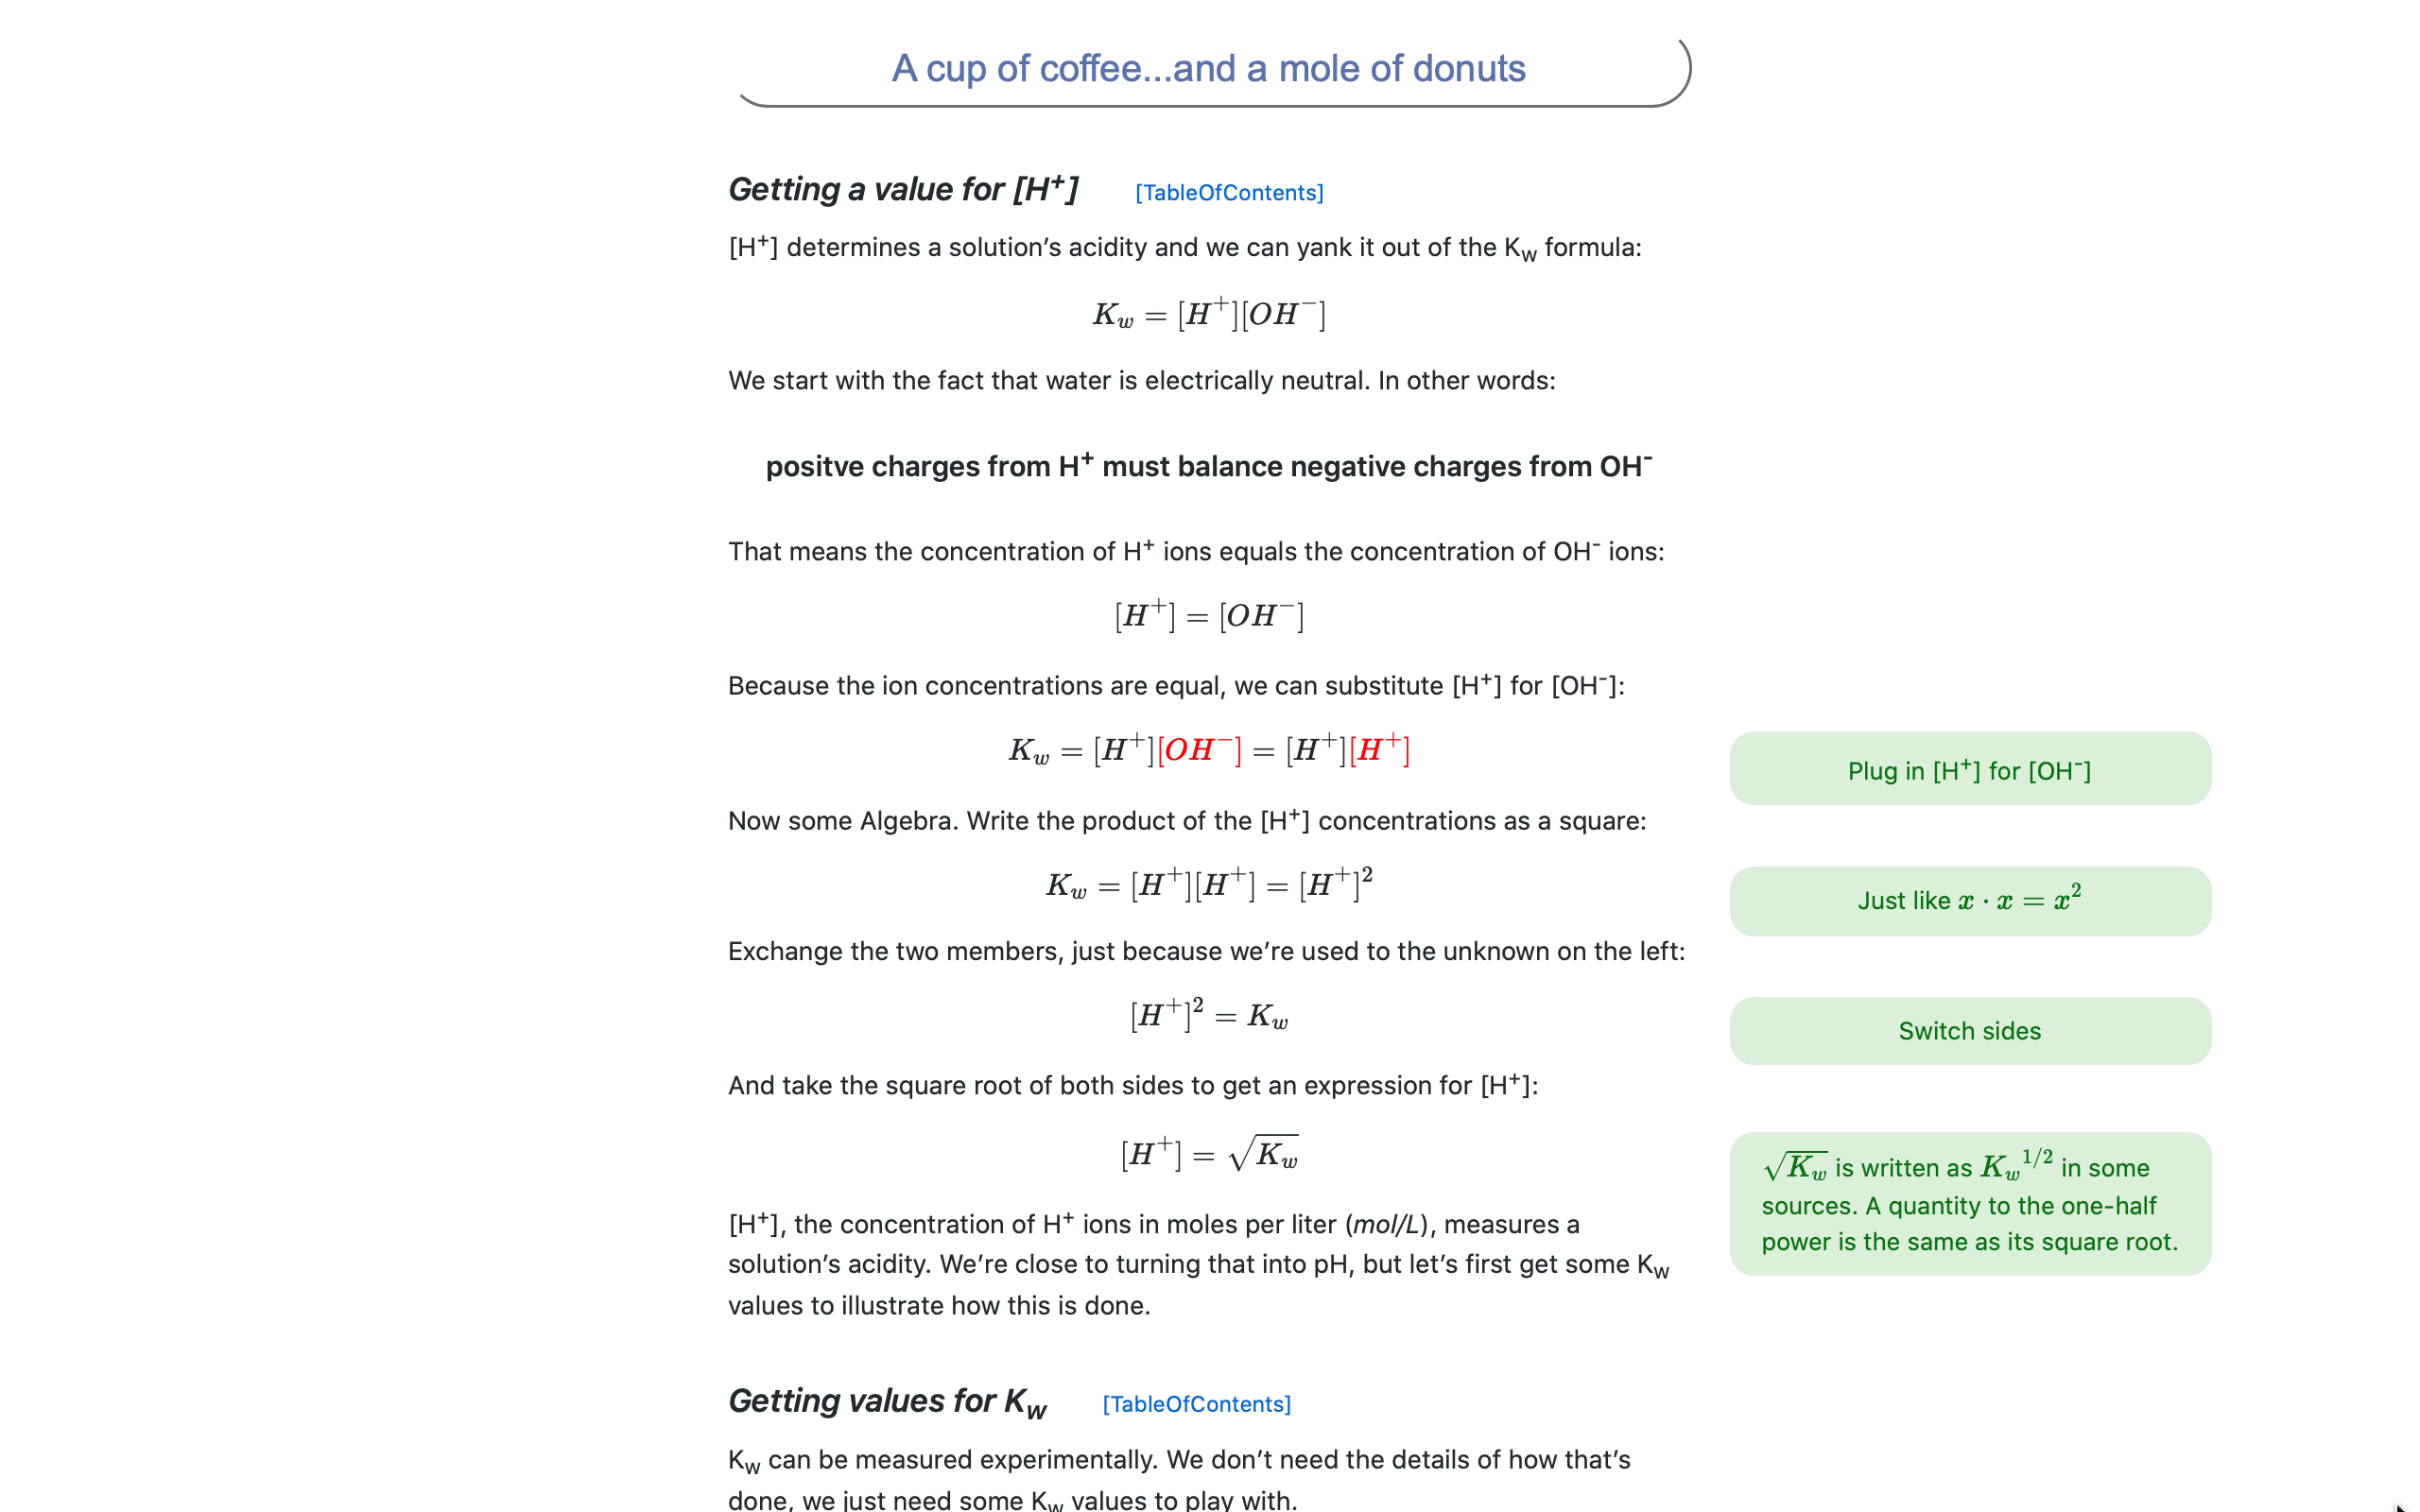 A cup of coffee...and a mole of donuts
Getting a value for [H⁺] [TableOfContents]
[H⁺] determines a solution’s acidity and we can yank it out of the K_w formula:
K_w = [H⁺][OH⁻]
We start with the fact that water is electrically neutral. In other words:
positve charges from H⁺ must balance negative charges from OH⁻
That means the concentration of H⁺ ions equals the concentration of OH⁻ ions:
[H⁺] = [OH⁻]
Because the ion concentrations are equal, we can substitute [H⁺] for [OH⁻]:
K_w = [H⁺][OH⁻] = [H⁺][H⁺]
Plug in [H⁺] for [OH⁻]
Now some Algebra. Write the product of the [H⁺] concentrations as a square:
K_w = [H⁺][H⁺] = [H⁺]²
Just like x · x = x²
Exchange the two members, just because we’re used to the unknown on the left:
[H⁺]² = K_w
Switch sides
And take the square root of both sides to get an expression for [H⁺]:
[H⁺] = √K_w
√K_w is written as K_w^1/2 in some
sources. A quantity to the one-half
power is the same as its square root.
[H⁺], the concentration of H⁺ ions in moles per liter (mol/L), measures a
solution’s acidity. We’re close to turning that into pH, but let’s first get some K_w
values to illustrate how this is done.
Getting values for K_w [TableOfContents]
K_w can be measured experimentally. We don’t need the details of how that’s
done, we just need some K_w values to play with.